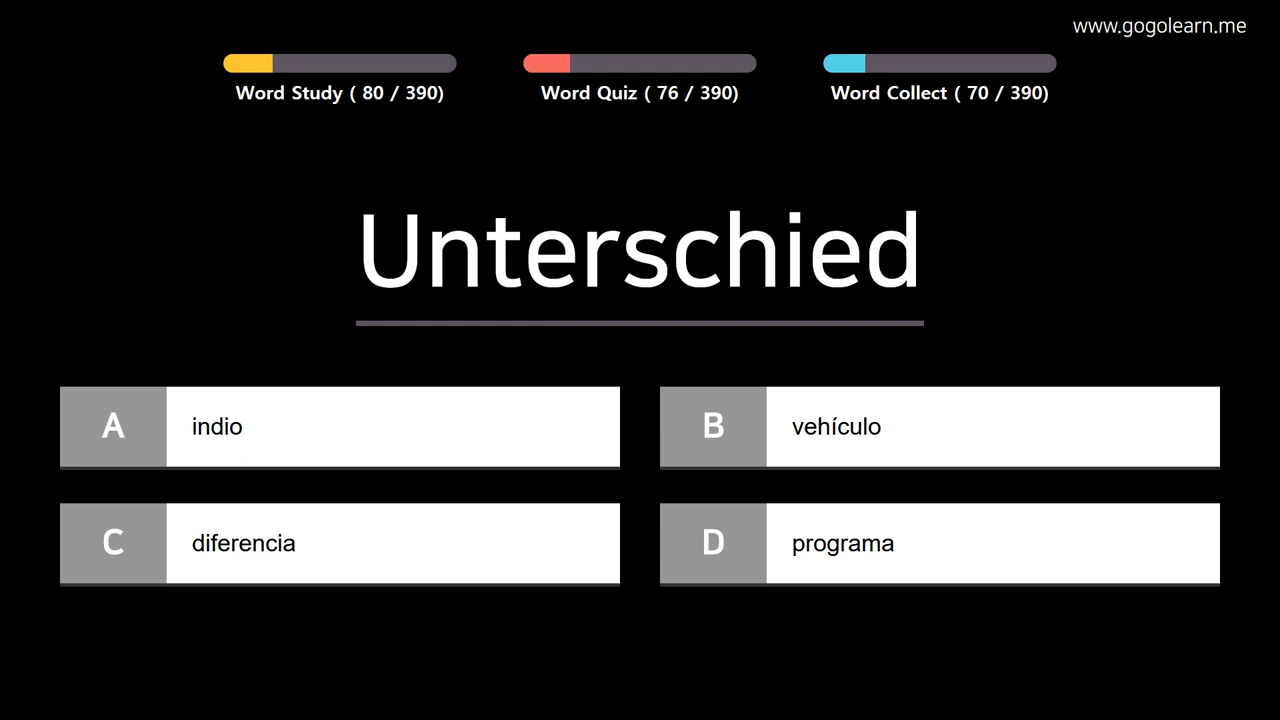 www.gogolearn.me
Word Study ( 80 / 390)
Word Quiz ( 76 / 390)
Word Collect ( 70 / 390)
Unterschied
A indio
B vehículo
C diferencia
D programa